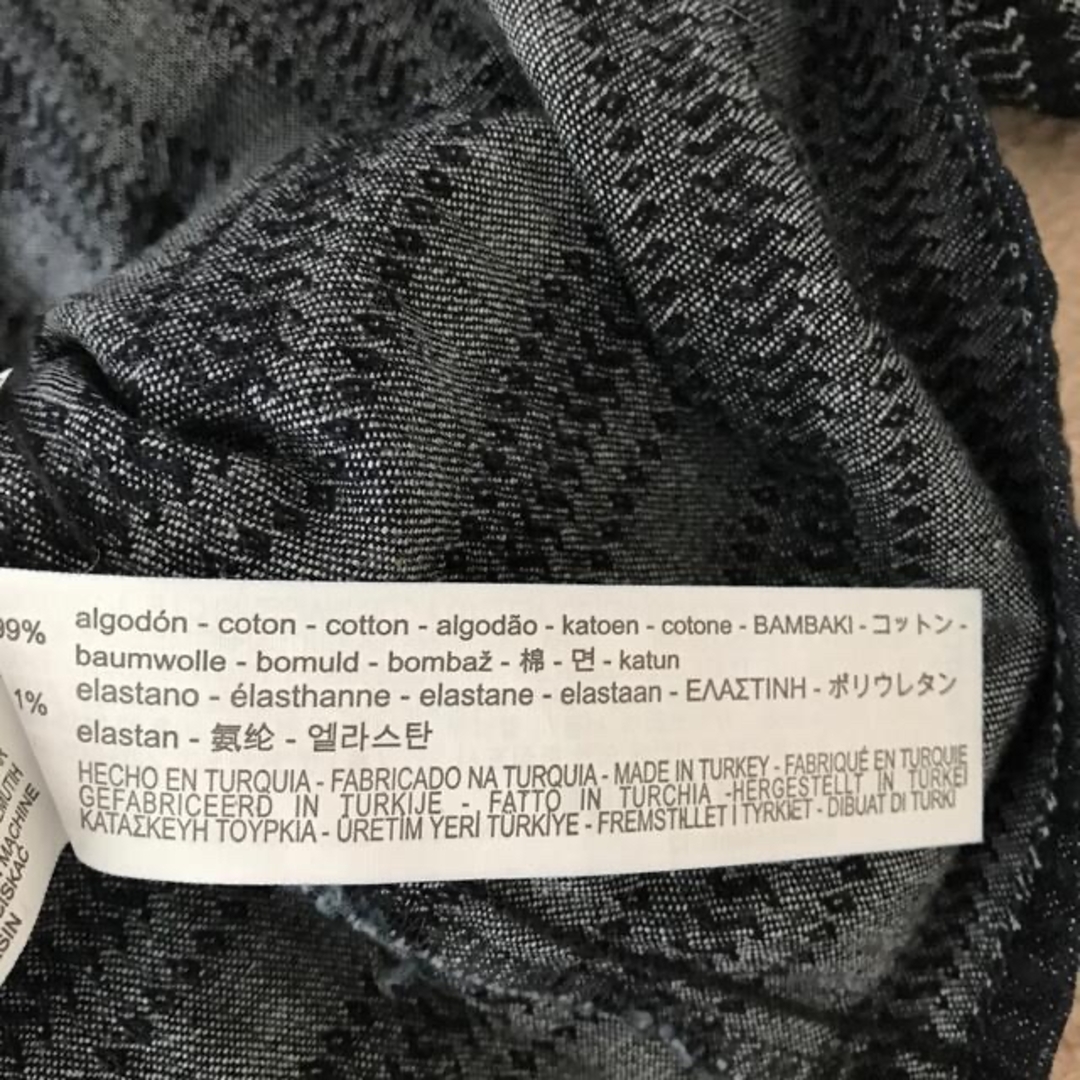 99% algodón - coton - cotton - algodão - katoen - cotone - BAMBAKI - コットン -
baumwolle - bomuld - bombaž - 棉 - 면 - katun
1% elastano - élasthanne - elastane - elastaan - ΕΛΑΣΤΙΝΗ - ポリウレタン
elastan - 氨纶 - 엘라스탄
HECHO EN TURQUIA - FABRICADO NA TURQUIA - MADE IN TURKEY - FABRIQUÉ EN TURQUIE
GEFABRICEERD IN TURKIJE - FATTO IN TURCHIA -HERGESTELLT IN TÜRKEI
ΚΑΤΑΣΚΕΥΗ ΤΟΥΡΚΙΑ - ÜRETİM YERİ TÜRKİYE - FREMSTILLET I TYRKIET - DIBUAT DI TURKI
MACHINE